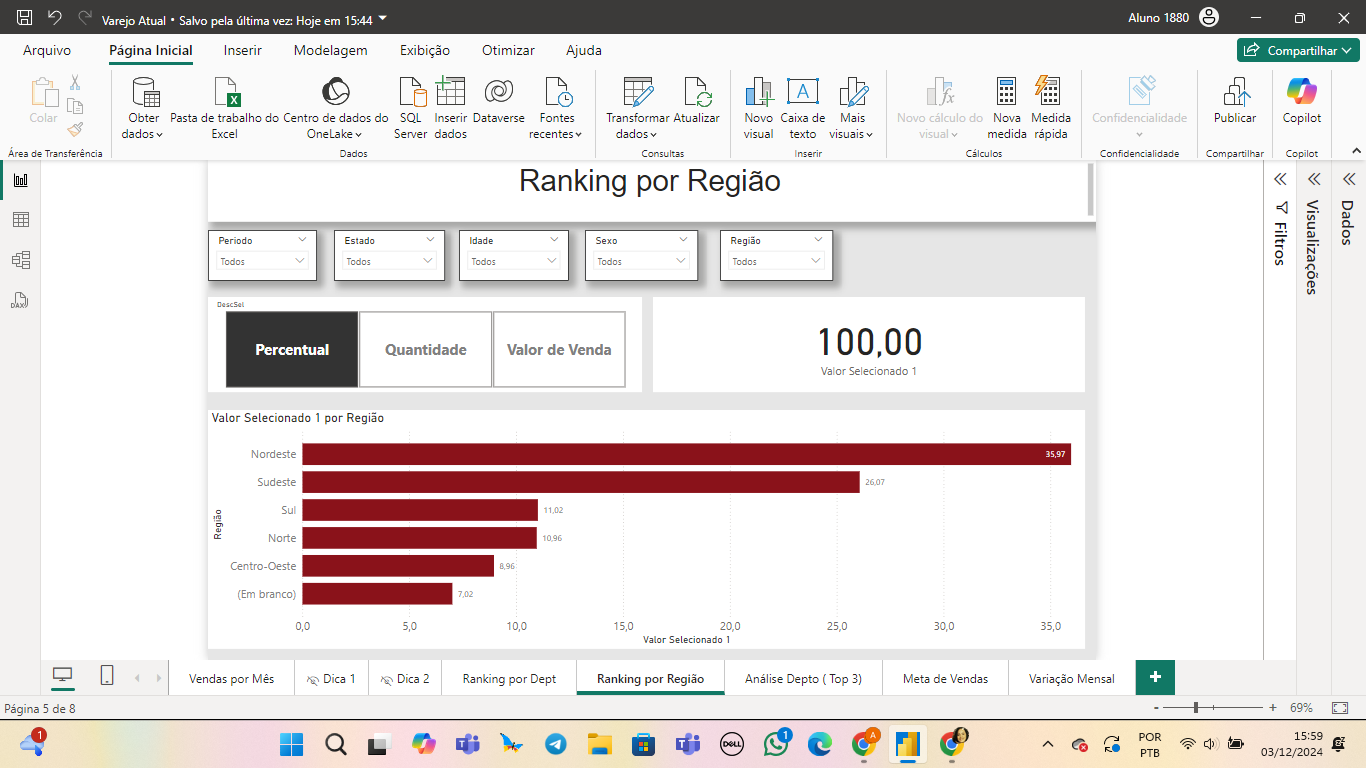 Varejo Atual • Salvo pela última vez: Hoje em 15:44
Aluno 1880
Arquivo
Página Inicial
Inserir
Modelagem
Exibição
Otimizar
Ajuda
Compartilhar
Colar
Obter dados
Pasta de trabalho do Excel
Centro de dados do OneLake
SQL Server
Inserir dados
Dataverse
Fontes recentes
Transformar dados
Atualizar
Novo visual
Caixa de texto
Mais visuais
Novo cálculo do visual
Nova medida
Medida rápida
Confidencialidade
Publicar
Copilot
Área de Transferência
Dados
Consultas
Inserir
Cálculos
Confidencialidade
Compartilhar
Copilot
Ranking por Região
Periodo
Todos
Estado
Todos
Idade
Todos
Sexo
Todos
Região
Todos
DescSel
Percentual
Quantidade
Valor de Venda
100,00
Valor Selecionado 1
Valor Selecionado 1 por Região
Região
Nordeste
35,97
Sudeste
26,07
Sul
11,02
Norte
10,96
Centro-Oeste
8,96
(Em branco)
7,02
0,0
5,0
10,0
15,0
20,0
25,0
30,0
35,0
Valor Selecionado 1
Filtros
Visualizações
Dados
DAX
Vendas por Mês
Dica 1
Dica 2
Ranking por Dept
Ranking por Região
Análise Depto ( Top 3)
Meta de Vendas
Variação Mensal
+
Página 5 de 8
- + 69%
1
DELL
1
A
POR
PTB
15:59
03/12/2024